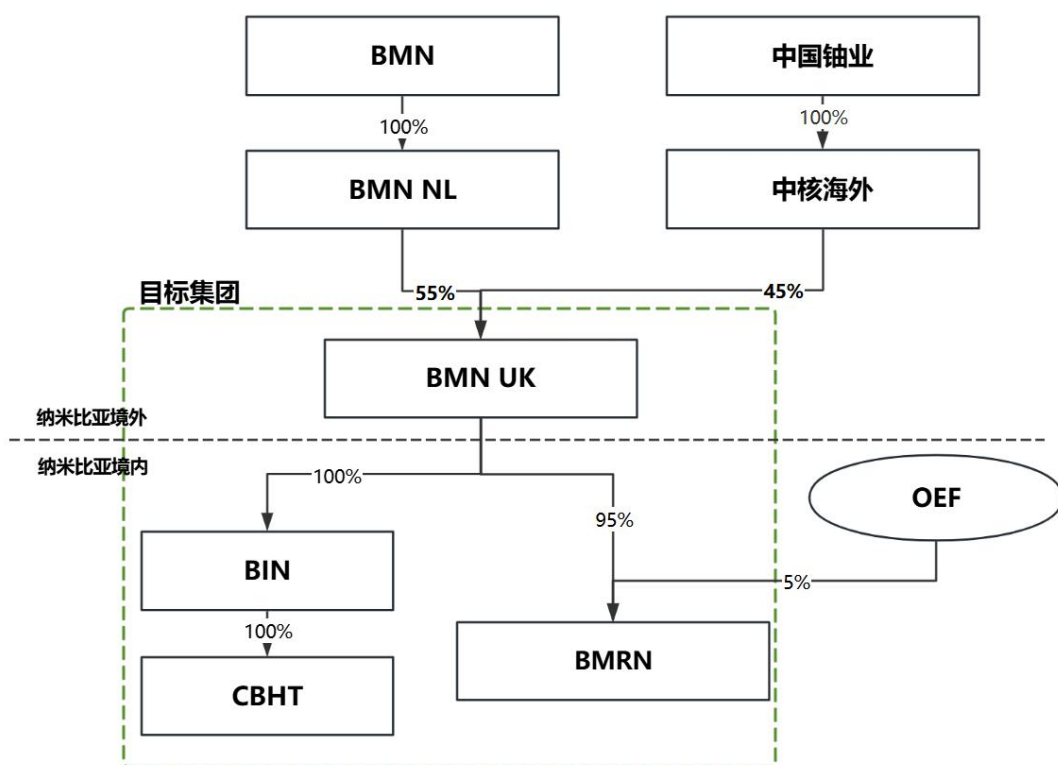 BMN
中国铀业
100%
100%
BMN NL
中核海外
目标集团
55%
45%
BMN UK
纳米比亚境外
纳米比亚境内
100%
OEF
95%
BIN
5%
100%
BMRN
CBHT